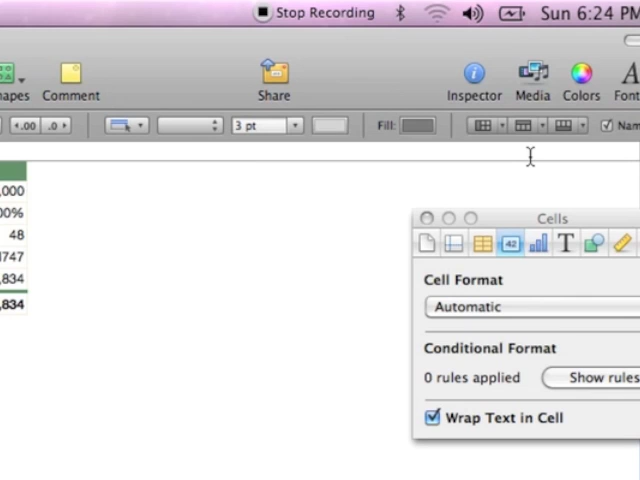 Stop Recording Sun 6:24 PM
apes Comment Share Inspector Media Colors Font
.00 .0 3 pt Fill: Nam
,000
00%
48
1747
,834
,834
Cells
42 T
Cell Format
Automatic
Conditional Format
0 rules applied Show rules
Wrap Text in Cell